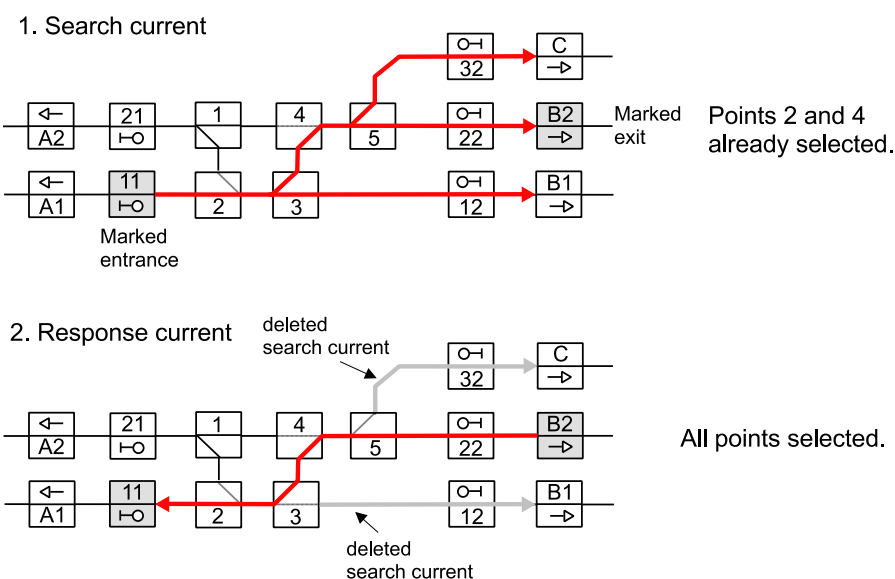 1. Search current
C
32
21 1 4 B2 Marked exit
A2 5 22
Points 2 and 4
already selected.
11 B1
A1 2 3 12
Marked
entrance
2. Response current
deleted
search current
C
32
21 1 4 B2
A2 5 22
All points selected.
11 B1
A1 2 3 12
deleted
search current